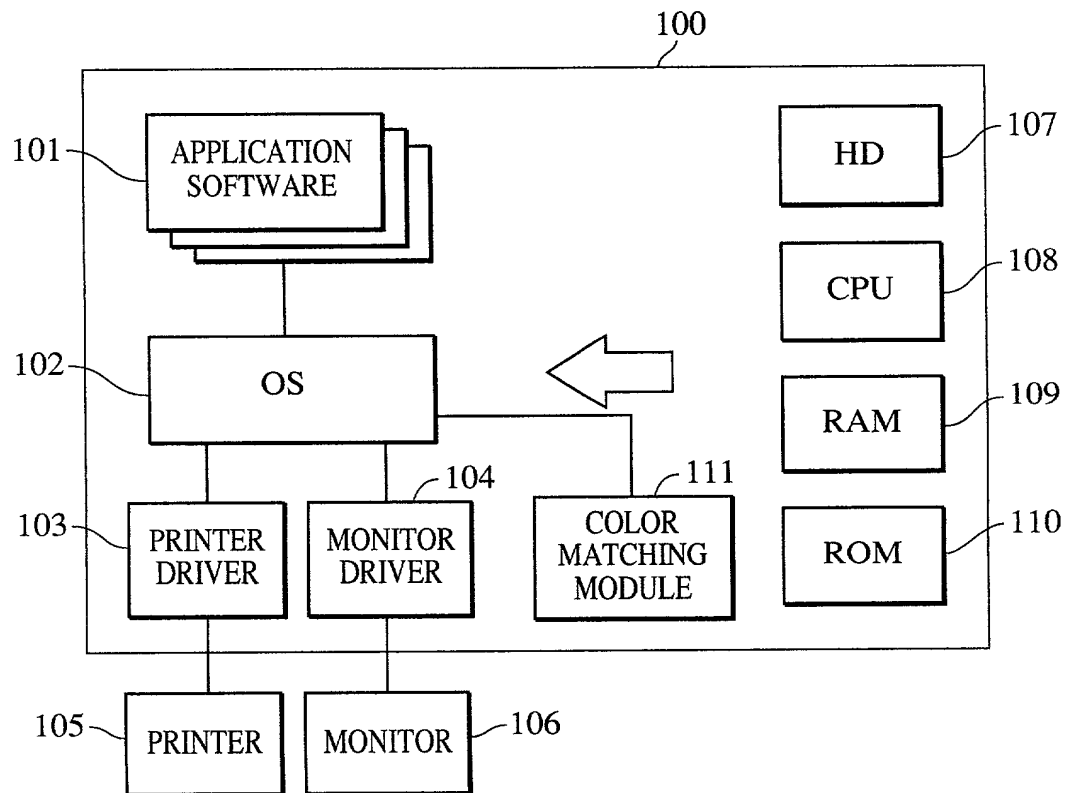 100
101
APPLICATION
SOFTWARE
HD
107
CPU
108
102
OS
RAM
109
103
PRINTER
DRIVER
104
MONITOR
DRIVER
111
COLOR
MATCHING
MODULE
ROM
110
105
PRINTER
MONITOR
106